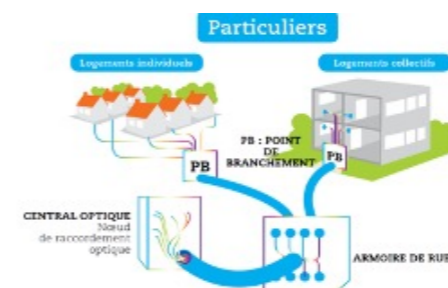 Particuliers
Logements individuels
Logements collectifs
PB : POINT
DE
BRANCHEMENT
PB
PB
CENTRAL OPTIQUE
Nœud
de raccordement
optique
ARMOIRE DE RUE